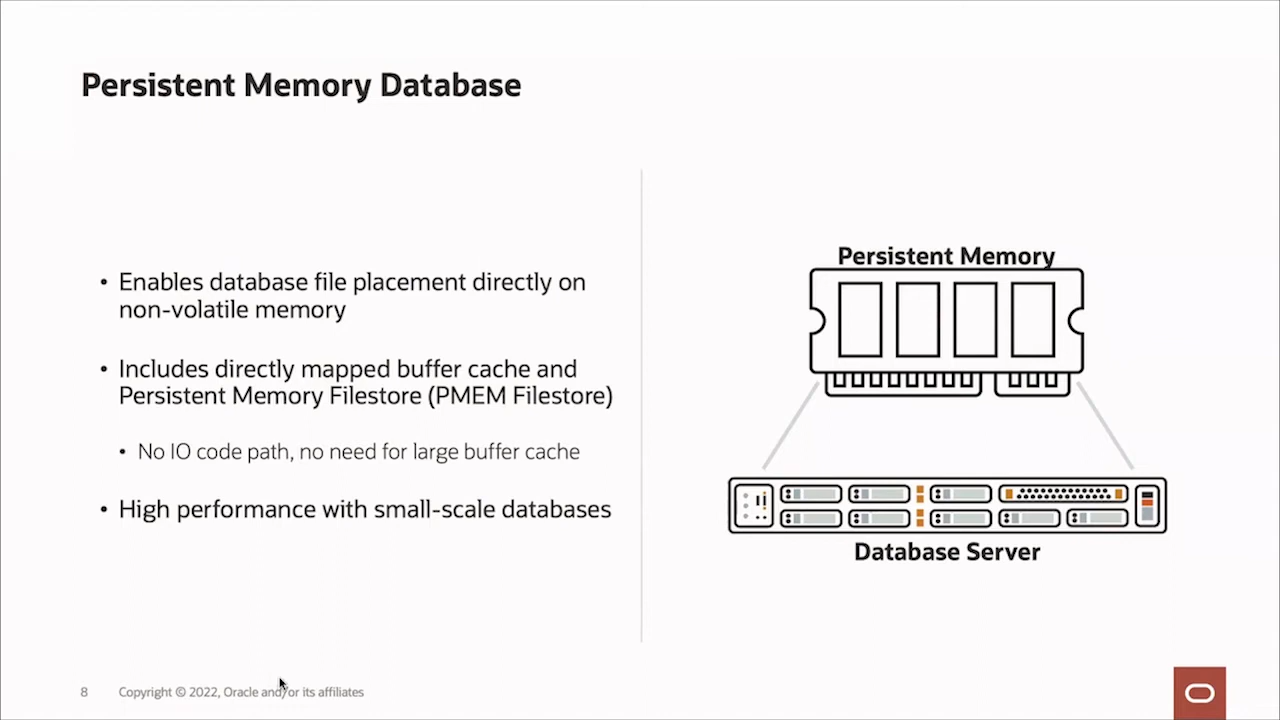 Persistent Memory Database
• Enables database file placement directly on
non-volatile memory
• Includes directly mapped buffer cache and
Persistent Memory Filestore (PMEM Filestore)
• No IO code path, no need for large buffer cache
• High performance with small-scale databases
Persistent Memory
Database Server
8 Copyright © 2022, Oracle and/or its affiliates